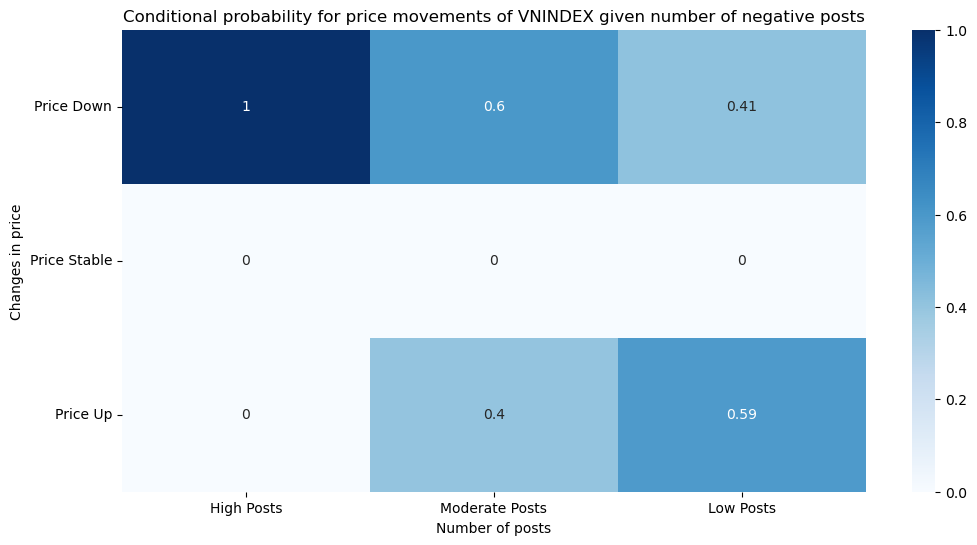 Conditional probability for price movements of VNINDEX given number of negative posts
Changes in price
Price Down 1 0.6 0.41
Price Stable 0 0 0
Price Up 0 0.4 0.59
High Posts Moderate Posts Low Posts
Number of posts
1.0
0.8
0.6
0.4
0.2
0.0